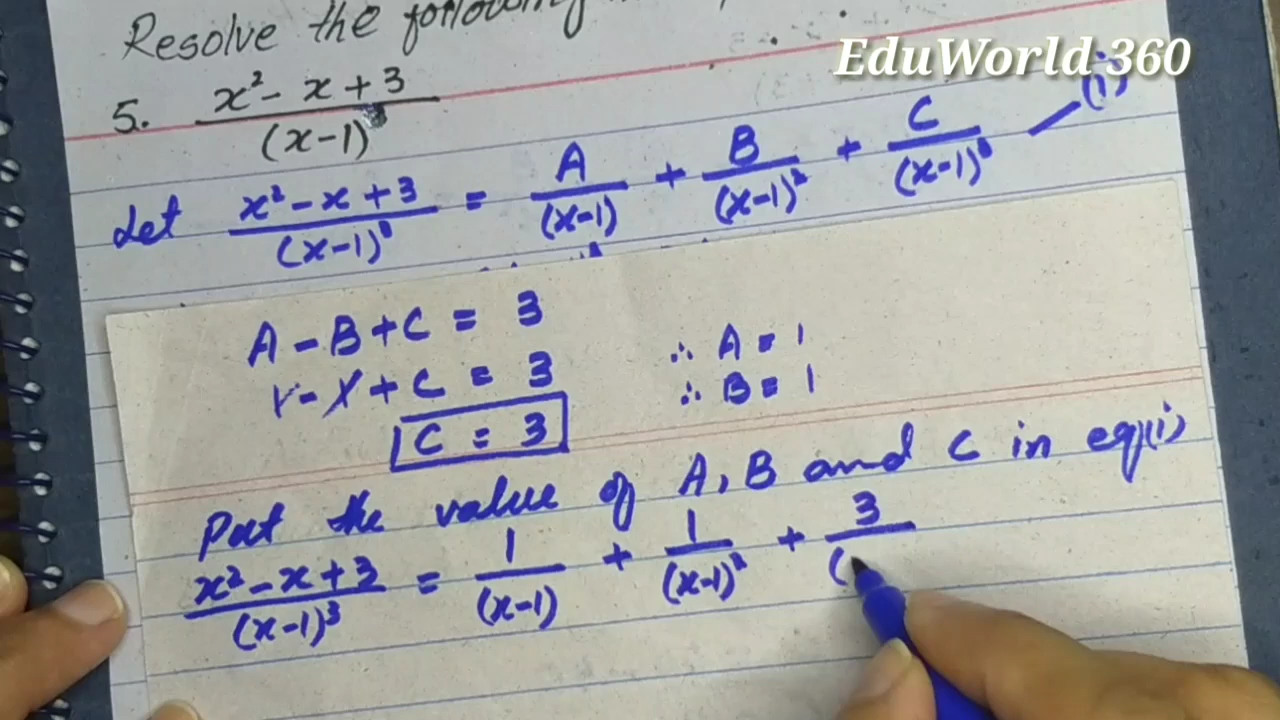 Resolve the following
EduWorld 360
5. x² - x + 3 / (x-1)³
Let x² - x + 3 / (x-1)³ = A / (x-1) + B / (x-1)² + C / (x-1)³ (i)
A - B + C = 3
1 - 1 + C = 3 ∴ A = 1
C = 3 ∴ B = 1
Put the value of A, B and C in eq(i)
x² - x + 3 / (x-1)³ = 1 / (x-1) + 1 / (x-1)² + 3 / (